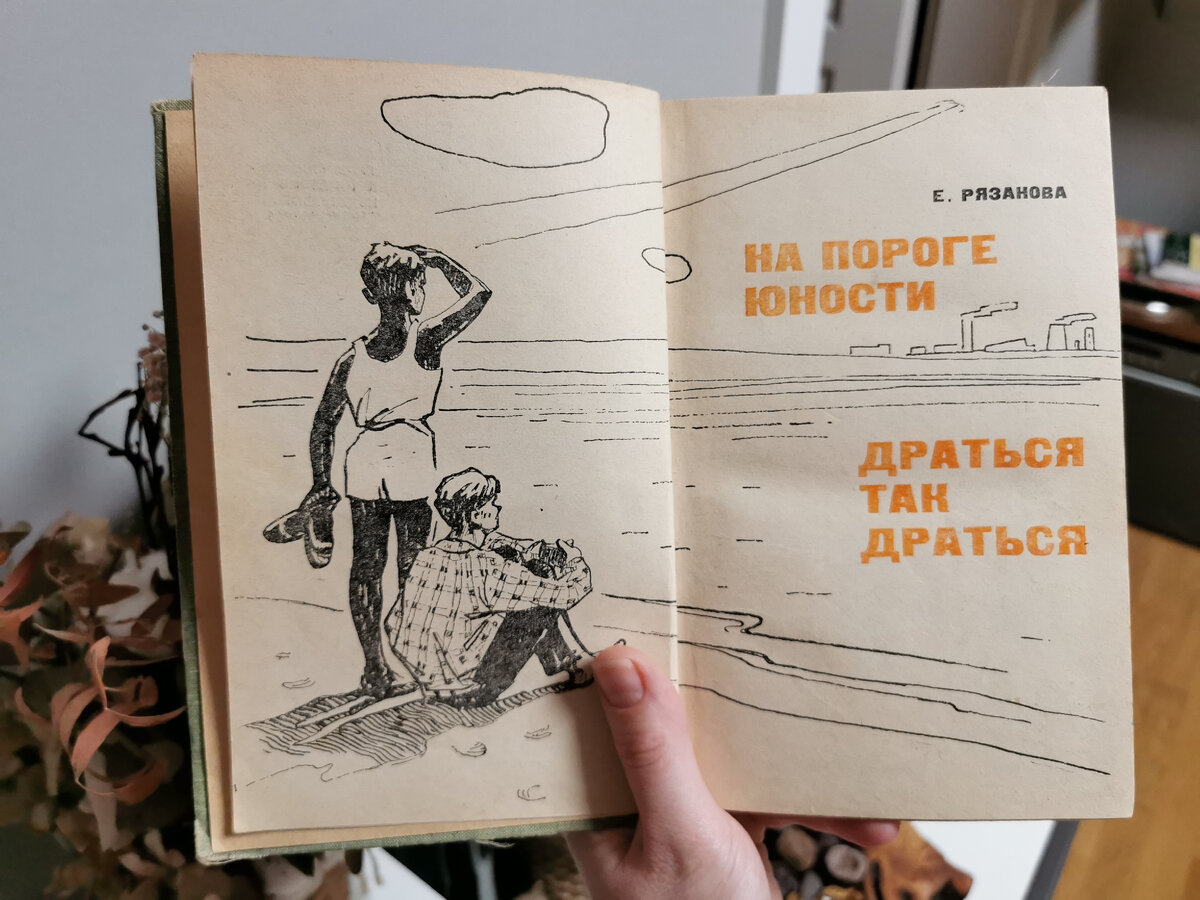 Е. РЯЗАНОВА
НА ПОРОГЕ
ЮНОСТИ
ДРАТЬСЯ
ТАК
ДРАТЬСЯ